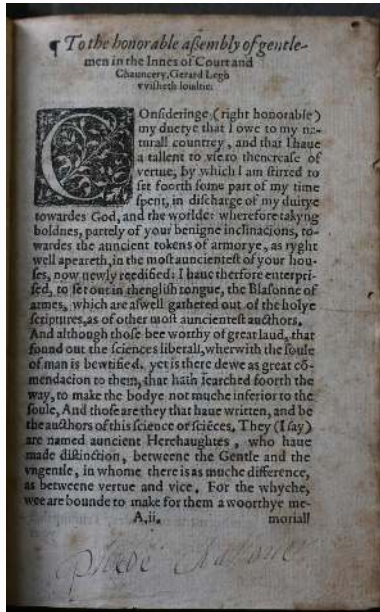 ¶ To the honorable aßembly of gentle-
men in the Innes of Court and
Chauncery, Gerard Legh
vvisheth loialtie.
COnſideringe, (right honorable)
my duetye that I owe to my na-
turall countrey, and that I haue
a tallent to vſe to thencreaſe of
vertue, by which I am ſtirred to
ſet foorth ſome part of my time
ſpent, in diſcharge of my duitye
towardes God, and the worlde: wherefore takyng
boldnes, partely of your benigne inclinacions, to-
wardes the auncient tokens of armorye, as ryght
well apeareth, in the moſt auncienteſt of your hou-
ſes, now newly reedified: I haue therfore enterpri-
ſed, to ſet out in thengliſh tongue, the Blaſonne of
armes, which are aſwell gathered out of the holye
ſcriptures, as of other moſt auncienteſt aucthors.
And although thoſe bee worthy of great laud, that
found out the ſciences liberall, wherwith the ſoule
of man is bewtified. yet is there dewe as great cõ-
mendacion to them, that hath ſearched foorth the
way, to make the bodye not muche inferior to the
ſoule, And thoſe are they that haue written, and be
the aucthors of this ſcience or ſciẽces. They (I ſay)
are named auncient Herehaughtes, who haue
made diſtinction, betweene the Gentle and the
vngentle, in whome there is as muche difference,
as betweene vertue and vice. For the whyche,
wee are bounde to make for them a woorthye me-
A.ii. moriall